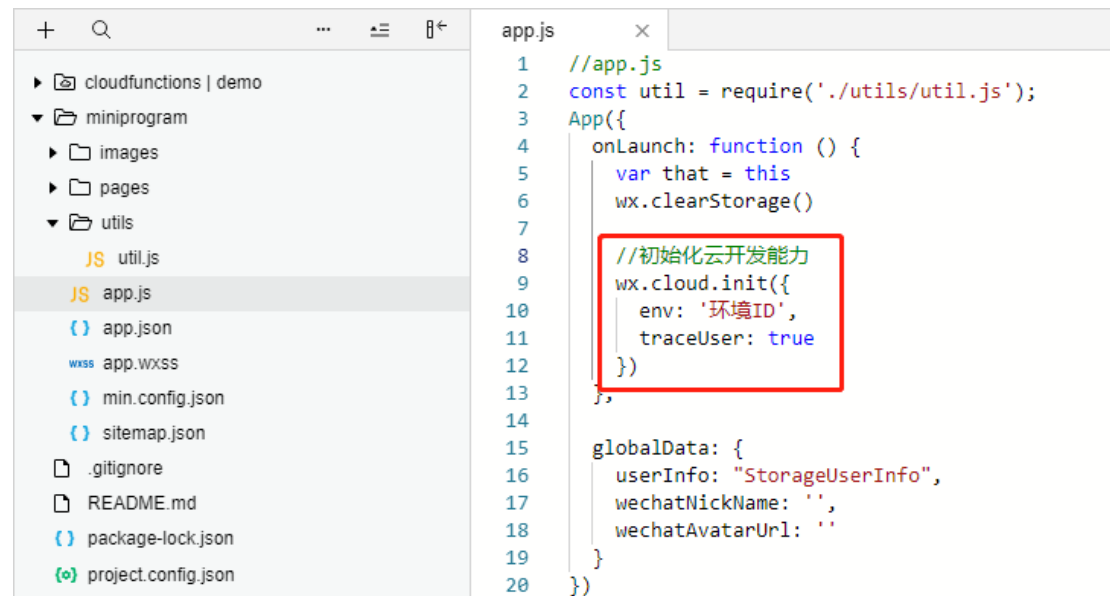 cloudfunctions | demo
miniprogram
images
pages
utils
JS util.js
JS app.js
{ } app.json
wxss app.wxss
{ } min.config.json
{ } sitemap.json
.gitignore
README.md
{ } package-lock.json
{o} project.config.json
app.js
1 //app.js
2 const util = require('./utils/util.js');
3 App({
4 onLaunch: function () {
5 var that = this
6 wx.clearStorage()
7
8 //初始化云开发能力
9 wx.cloud.init({
10 env: '环境ID',
11 traceUser: true
12 })
13 },
14
15 globalData: {
16 userInfo: "StorageUserInfo",
17 wechatNickName: '',
18 wechatAvatarUrl: ''
19 }
20 })